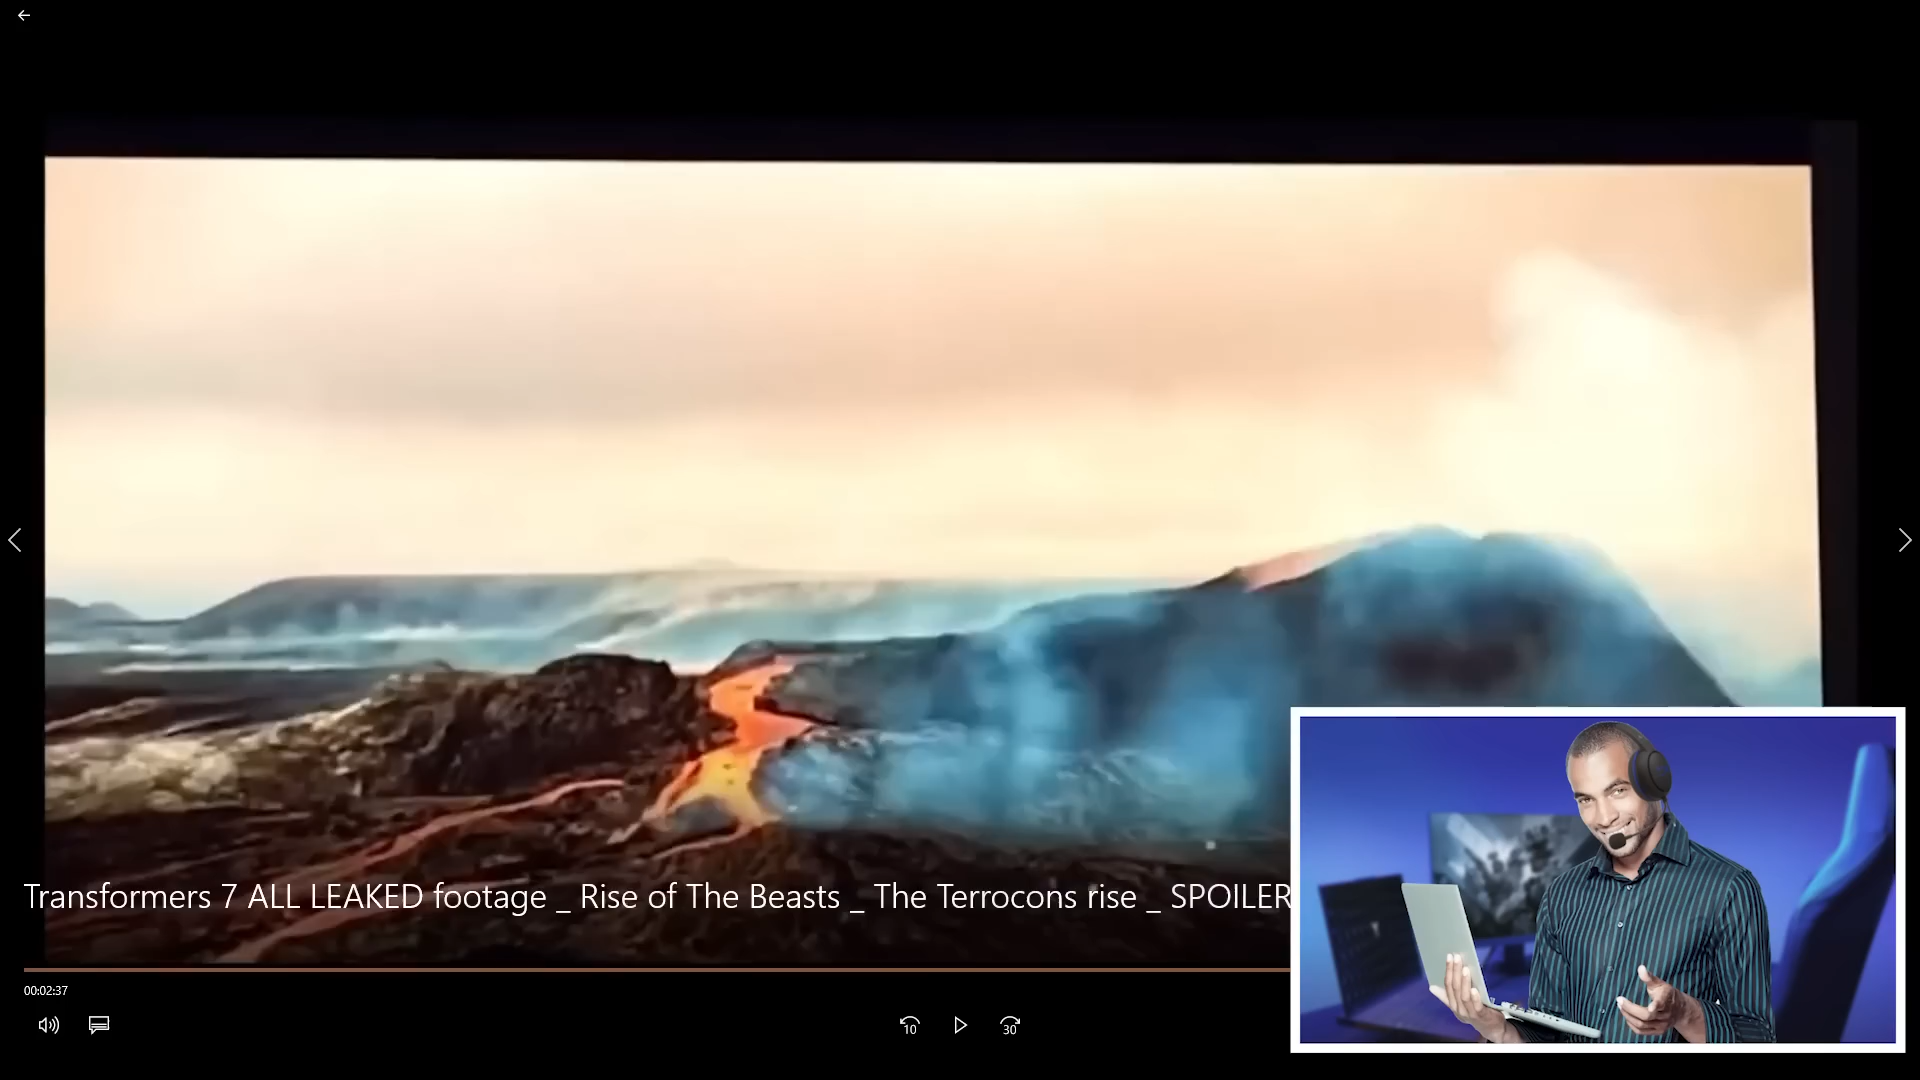 Transformers 7 ALL LEAKED footage _ Rise of The Beasts _ The Terrocons rise _ SPOILER
00:02:37
10
30